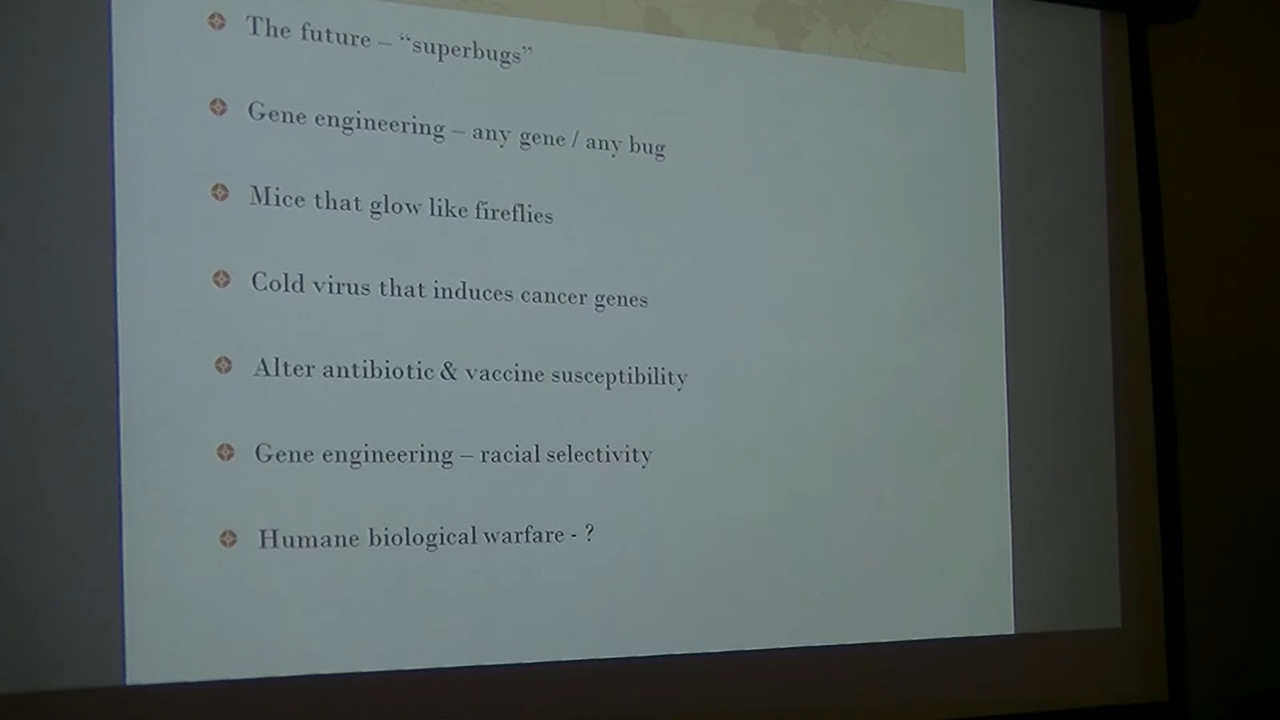 The future – “superbugs”
Gene engineering – any gene / any bug
Mice that glow like fireflies
Cold virus that induces cancer genes
Alter antibiotic & vaccine susceptibility
Gene engineering – racial selectivity
Humane biological warfare - ?